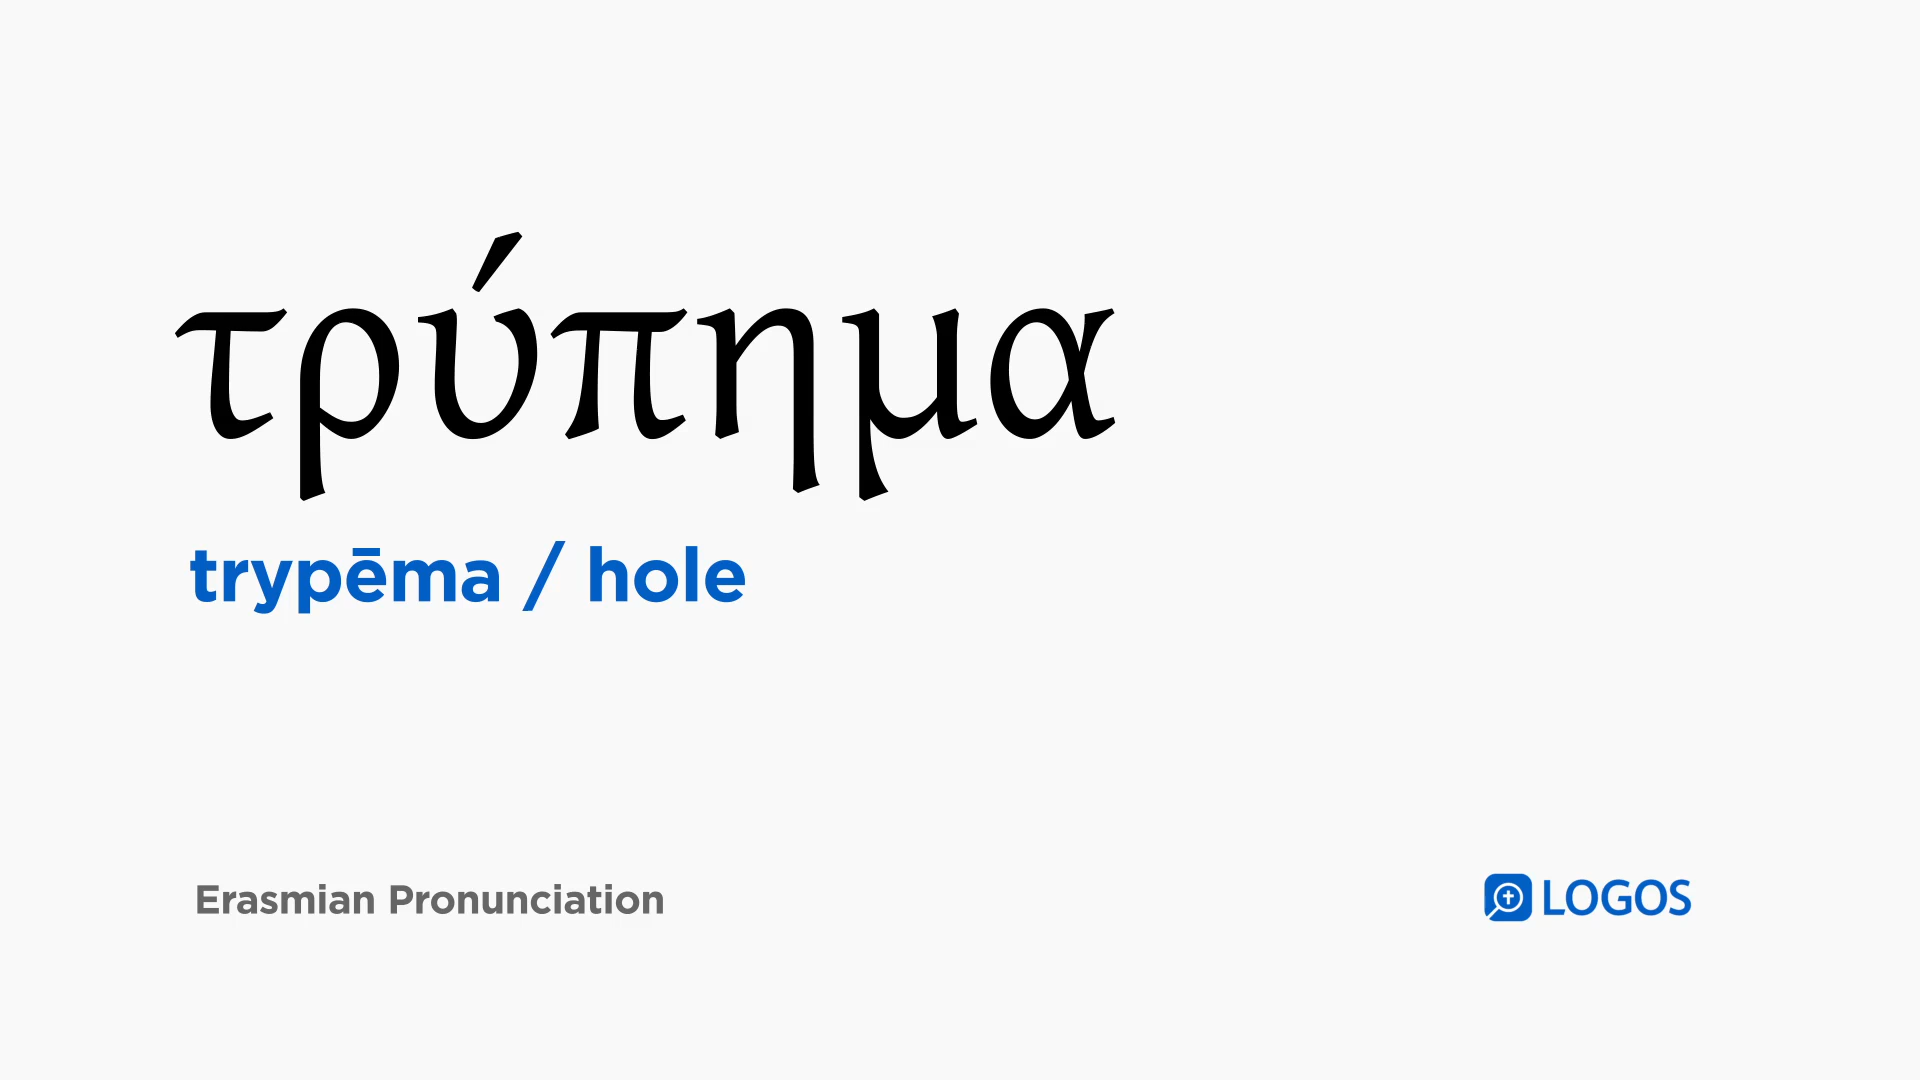 τρύπημα
trypēma / hole
Erasmian Pronunciation
LOGOS